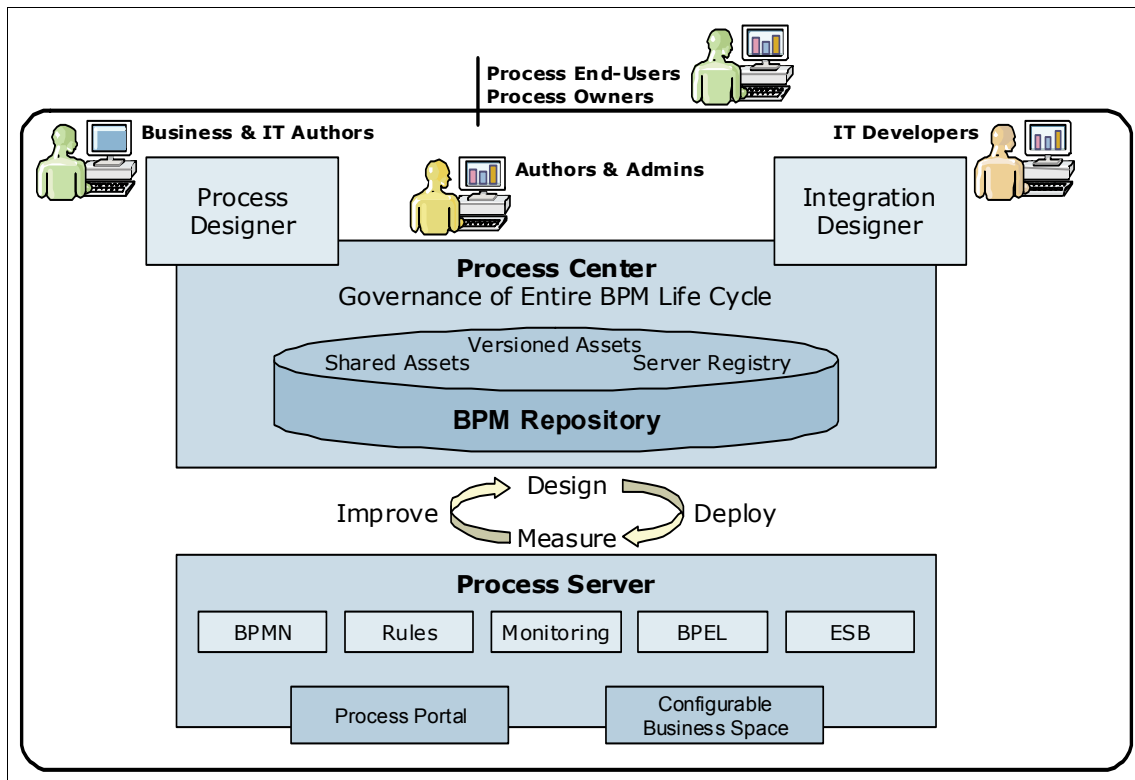 Process End-Users
Process Owners
Business & IT Authors
IT Developers
Authors & Admins
Process
Designer
Integration
Designer
Process Center
Governance of Entire BPM Life Cycle
Versioned Assets
Shared Assets
Server Registry
BPM Repository
Design
Improve
Deploy
Measure
Process Server
BPMN
Rules
Monitoring
BPEL
ESB
Process Portal
Configurable
Business Space